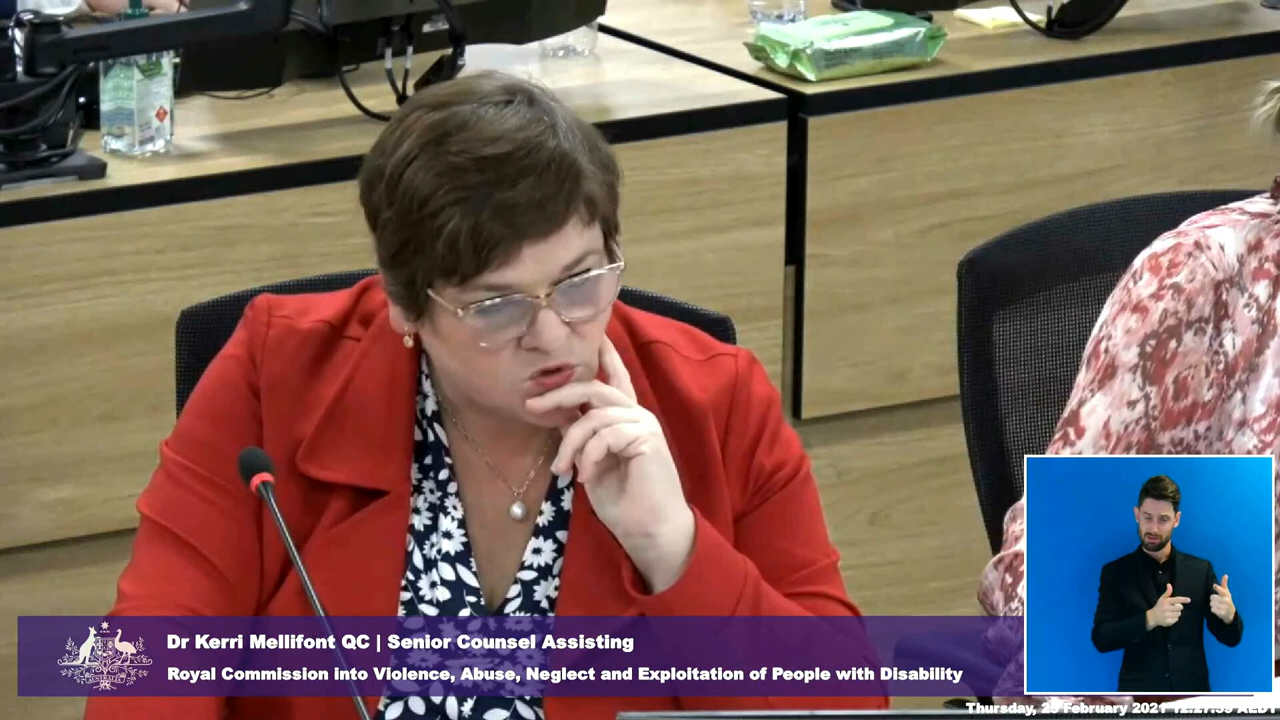 Dr Kerri Mellifont QC | Senior Counsel Assisting
Royal Commission into Violence, Abuse, Neglect and Exploitation of People with Disability
Thursday, February 2021